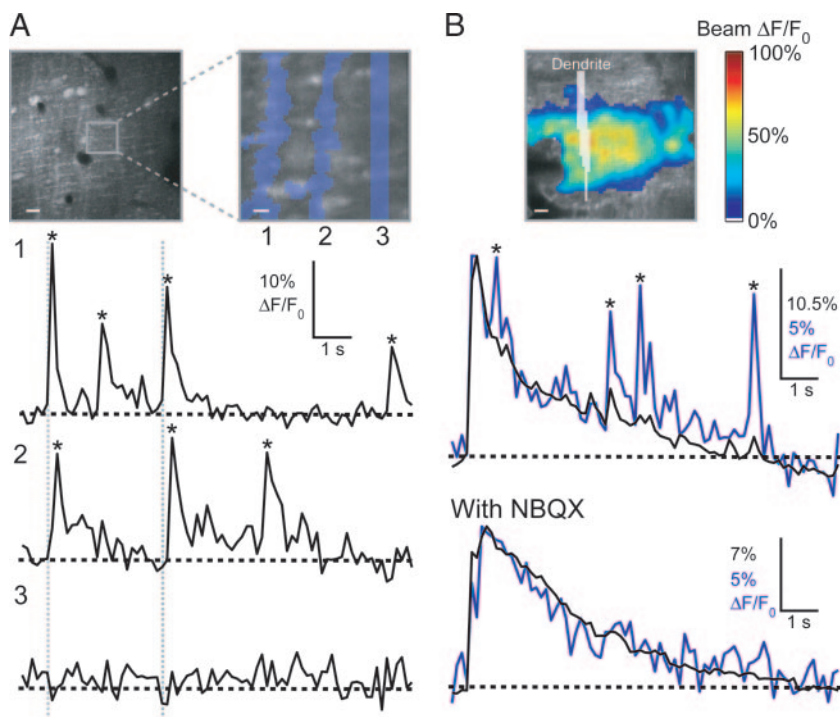 A
B
Beam ΔF/F0
100%
50%
0%
Dendrite
1 2 3
1
* * * *
10%
ΔF/F0
1 s
2
* * *
3
* * * *
10.5%
5%
ΔF/F0
1 s
With NBQX
7%
5%
ΔF/F0
1 s